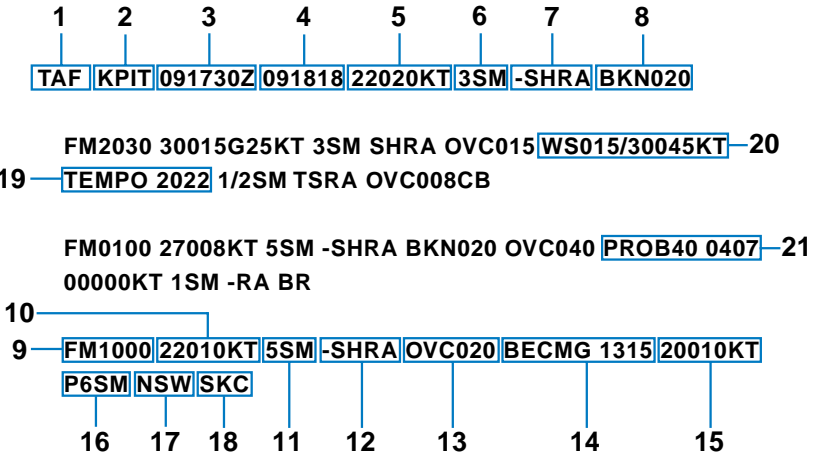 1 2 3 4 5 6 7 8
TAF KPIT 091730Z 091818 22020KT 3SM -SHRA BKN020
FM2030 30015G25KT 3SM SHRA OVC015 WS015/30045KT 20
19 TEMPO 2022 1/2SM TSRA OVC008CB
FM0100 27008KT 5SM -SHRA BKN020 OVC040 PROB40 0407 21
00000KT 1SM -RA BR
10
9 FM1000 22010KT 5SM -SHRA OVC020 BECMG 1315 20010KT
P6SM NSW SKC
16 17 18 11 12 13 14 15